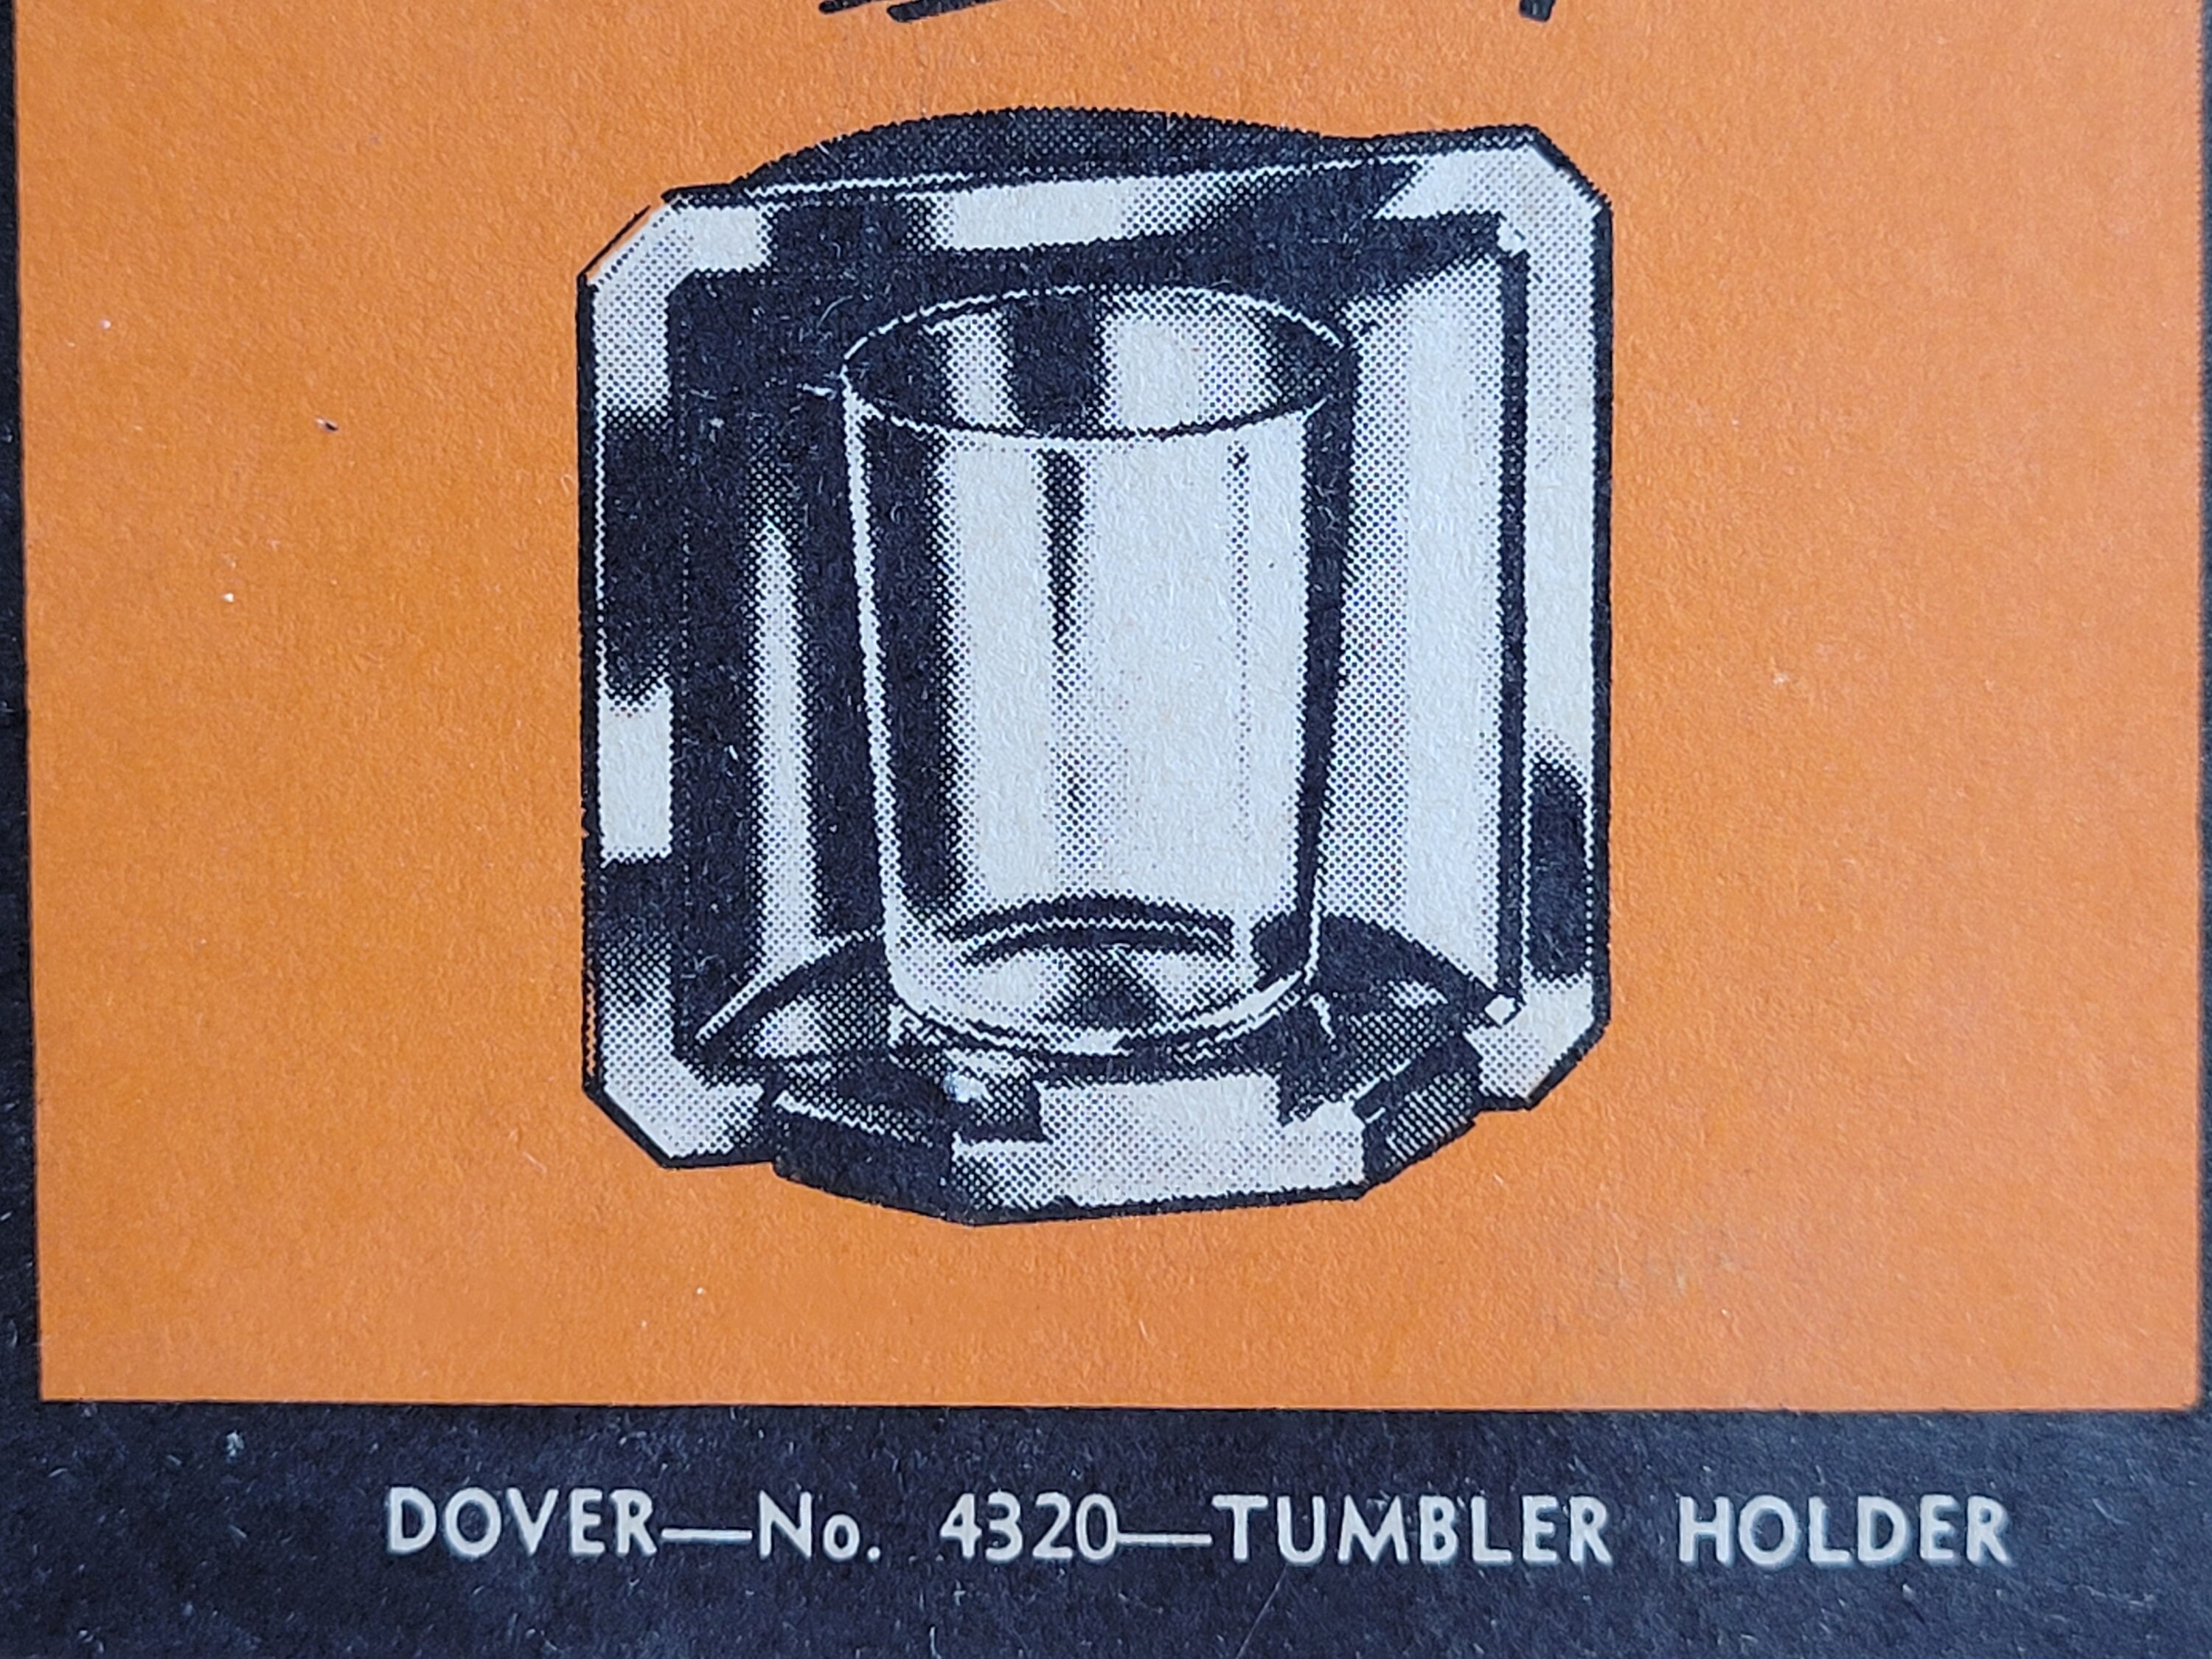 DOVER—No. 4320—TUMBLER HOLDER